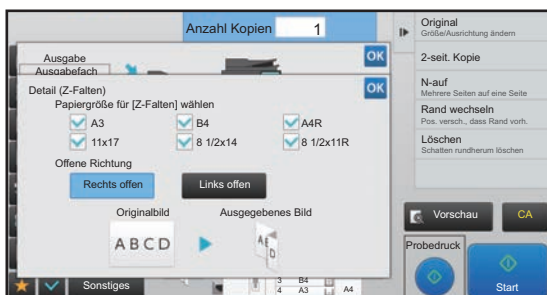 Anzahl Kopien 1
Ausgabe
OK
Ausgabefach
Detail (Z-Falten)
OK
Papiergröße für [Z-Falten] wählen
A3
B4
A4R
11x17
8 1/2x14
8 1/2x11R
Offene Richtung
Rechts offen
Links offen
Originalbild
Ausgegebenes Bild
A B C D
Sonstiges
3 B4
4 A3
A4
Original
Größe/Ausrichtung ändern
2-seit. Kopie
N-auf
Mehrere Seiten auf eine Seite
Rand wechseln
Pos. versch., dass Rand vorh.
Löschen
Schatten rundherum löschen
Vorschau
CA
Probedruck
Start